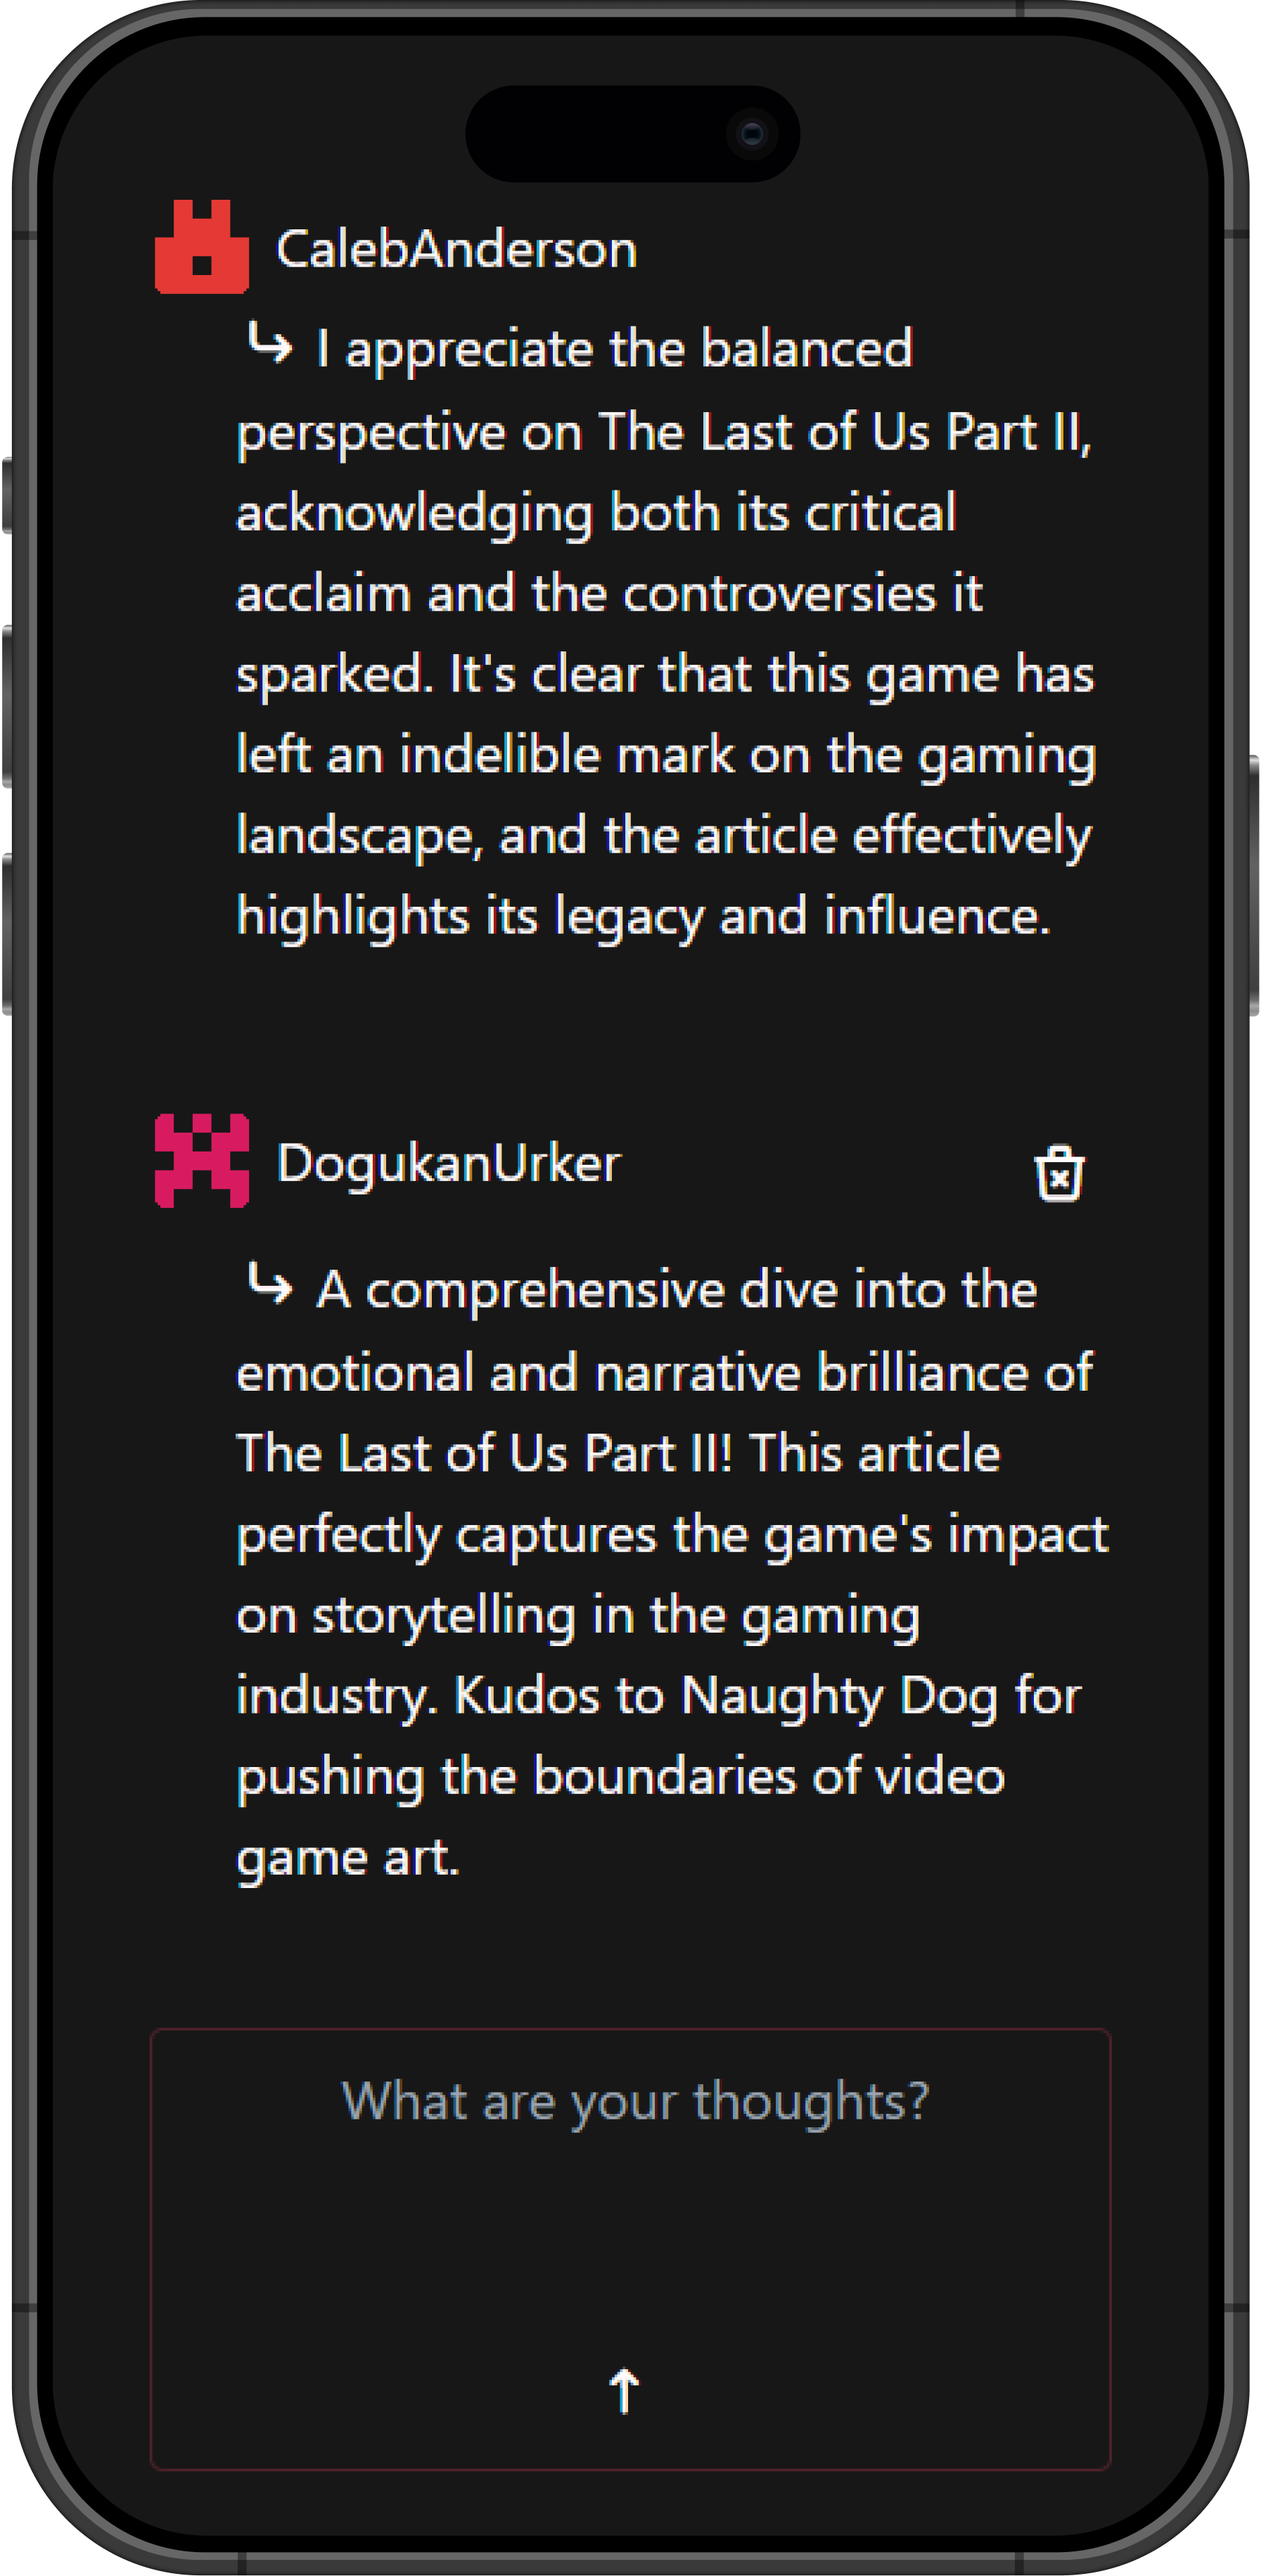 CalebAnderson
I appreciate the balanced
perspective on The Last of Us Part II,
acknowledging both its critical
acclaim and the controversies it
sparked. It's clear that this game has
left an indelible mark on the gaming
landscape, and the article effectively
highlights its legacy and influence.
DogukanUrker
A comprehensive dive into the
emotional and narrative brilliance of
The Last of Us Part II! This article
perfectly captures the game's impact
on storytelling in the gaming
industry. Kudos to Naughty Dog for
pushing the boundaries of video
game art.
What are your thoughts?